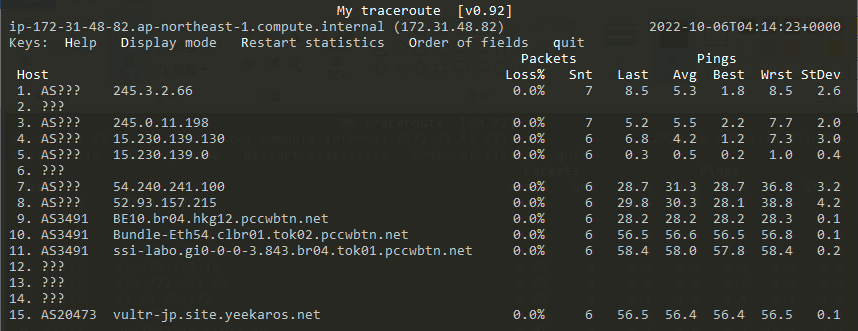 My traceroute  [v0.92]
ip-172-31-48-82.ap-northeast-1.compute.internal (172.31.48.82)                2022-10-06T04:14:23+0000
Keys:  Help   Display mode   Restart statistics   Order of fields   quit
                                                  Packets               Pings
 Host                                           Loss%   Snt   Last   Avg  Best  Wrst StDev
 1. AS???    245.3.2.66                          0.0%     7    8.5   5.3   1.8   8.5   2.6
 2. ???
 3. AS???    245.0.11.198                        0.0%     7    5.2   5.5   2.2   7.7   2.0
 4. AS???    15.230.139.130                      0.0%     6    6.8   4.2   1.2   7.3   3.0
 5. AS???    15.230.139.0                        0.0%     6    0.3   0.5   0.2   1.0   0.4
 6. ???
 7. AS???    54.240.241.100                      0.0%     6   28.7  31.3  28.7  36.8   3.2
 8. AS???    52.93.157.215                       0.0%     6   29.8  30.3  28.1  38.8   4.2
 9. AS3491   BE10.br04.hkg12.pccwbtn.net         0.0%     6   28.2  28.2  28.2  28.3   0.1
10. AS3491   Bundle-Eth54.clbr01.tok02.pccwbtn.net   0.0%     6   56.5  56.6  56.5  56.8   0.1
11. AS3491   ssi-labo.gi0-0-0-3.843.br04.tok01.pccwbtn.net   0.0%     6   58.4  58.0  57.8  58.4   0.2
12. ???
13. ???
14. ???
15. AS20473  vultr-jp.site.yeekaros.net          0.0%     6   56.5  56.4  56.4  56.5   0.1